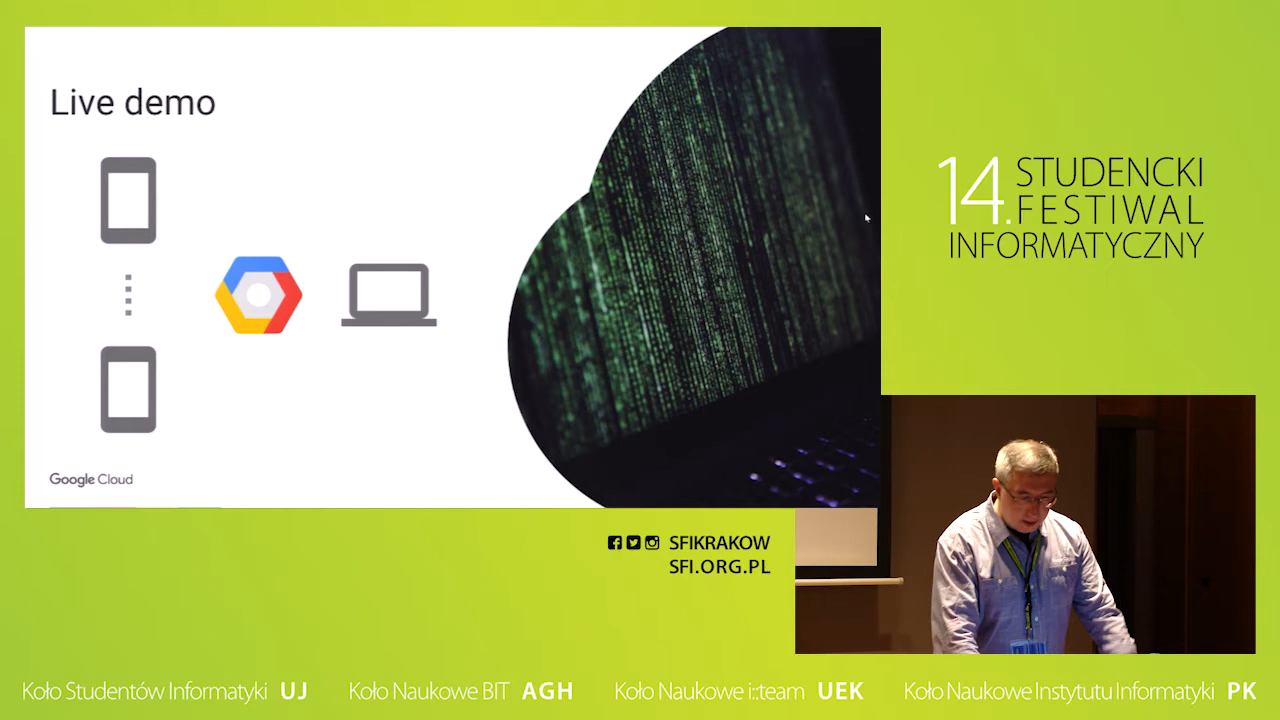 Live demo
Google Cloud
14. STUDENCKI
FESTIWAL
INFORMATYCZNY
SFIKRAKOW
SFI.ORG.PL
Koło Studentów Informatyki UJ
Koło Naukowe BIT AGH
Koło Naukowe i::team UEK
Koło Naukowe Instytutu Informatyki PK